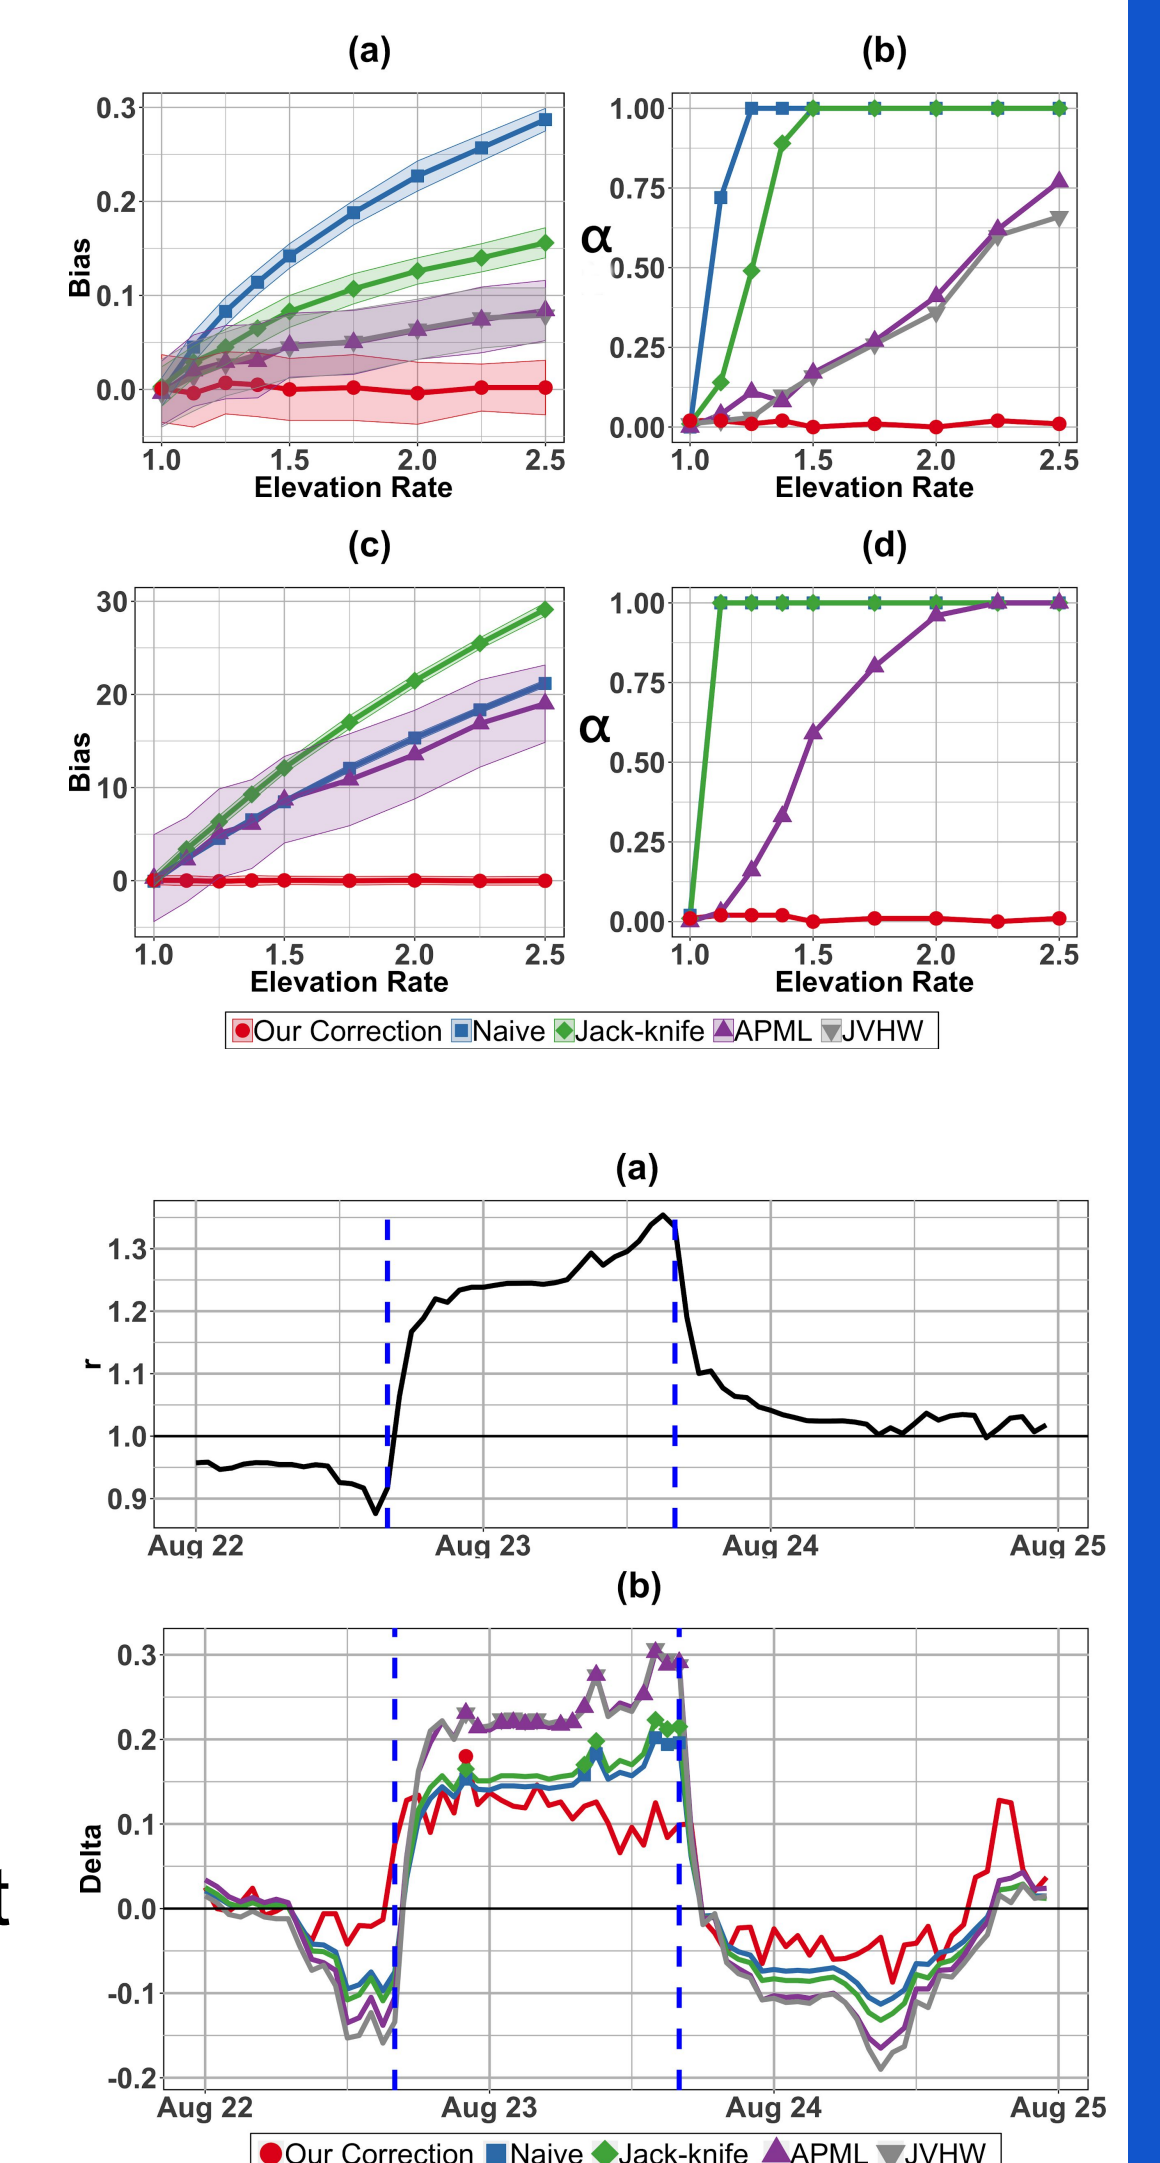 (a) (b)
0.3
0.2
0.1
0.0
Bias
1.0 1.5 2.0 2.5
Elevation Rate
1.00
0.75
0.50
0.25
0.00
α
1.0 1.5 2.0 2.5
Elevation Rate
(c) (d)
30
20
10
0
Bias
1.0 1.5 2.0 2.5
Elevation Rate
1.00
0.75
0.50
0.25
0.00
α
1.0 1.5 2.0 2.5
Elevation Rate
Our Correction Naive Jack-knife APML JVHW
(a)
1.3
1.2
1.1
1.0
0.9
r
Aug 22 Aug 23 Aug 24 Aug 25
(b)
0.3
0.2
0.1
0.0
-0.1
-0.2
Delta
t
Aug 22 Aug 23 Aug 24 Aug 25
Our Correction Naive Jack-knife APML JVHW